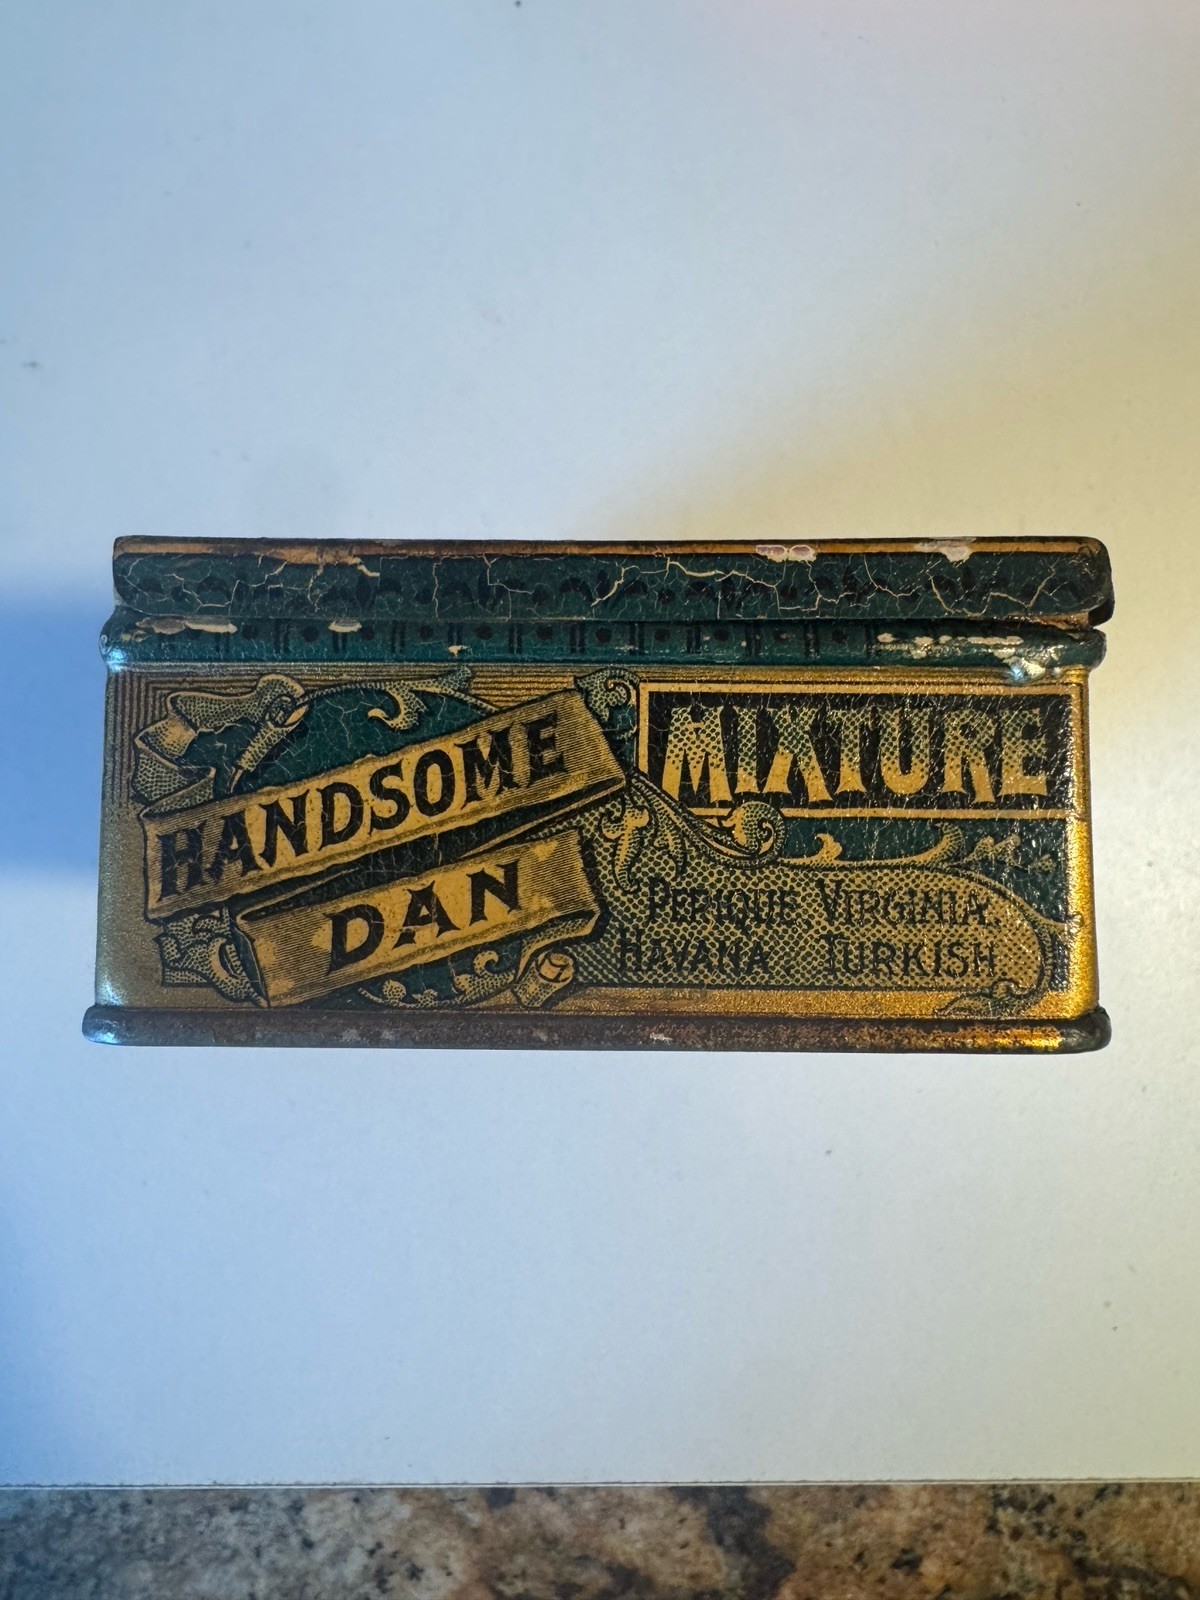 HANDSOME
DAN
MIXTURE
PERIQUE, VIRGINIA,
HAVANA, TURKISH